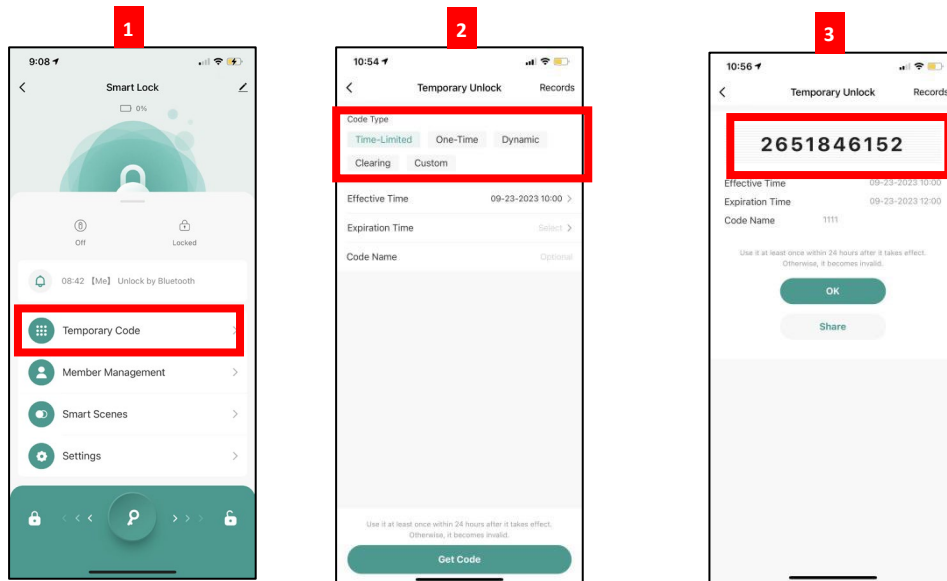 1
9:08
Smart Lock
0%
Off
Locked
08:42 【Me】 Unlock by Bluetooth
Temporary Code
Member Management
Smart Scenes
Settings
2
10:54
Temporary Unlock
Records
Code Type
Time-Limited One-Time Dynamic
Clearing Custom
Effective Time 09-23-2023 10:00
Expiration Time Select
Code Name Optional
Use it at least once within 24 hours after it takes effect.
Otherwise, it becomes invalid.
Get Code
3
10:56
Temporary Unlock
Records
2651846152
Effective Time 09-23-2023 10:00
Expiration Time 09-23-2023 12:00
Code Name 1111
Use it at least once within 24 hours after it takes effect.
Otherwise, it becomes invalid.
OK
Share